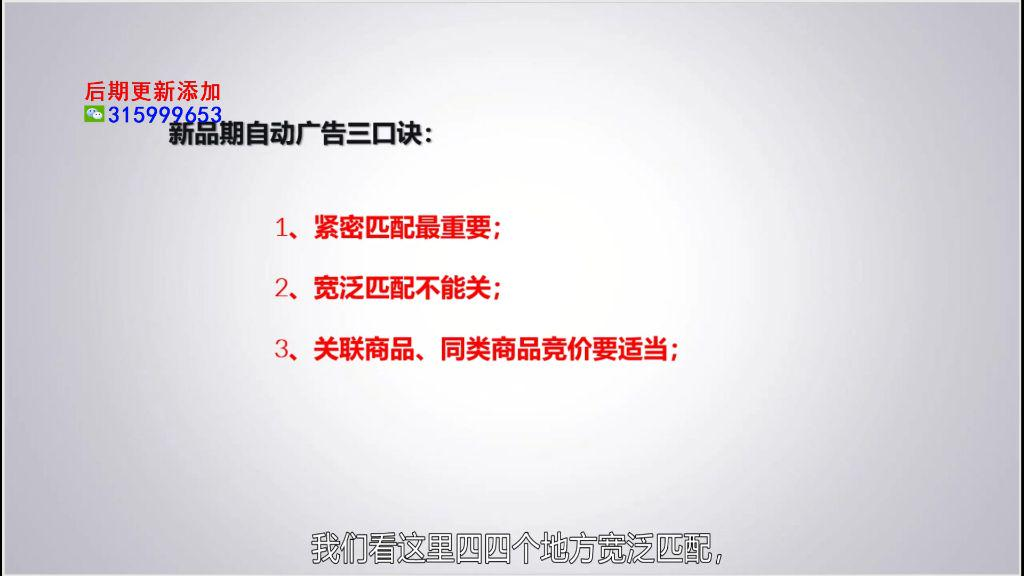 后期更新添加
315999653
新品期自动广告三口诀：
1、紧密匹配最重要；
2、宽泛匹配不能关；
3、关联商品、同类商品竞价要适当；
我们看这里四四个地方宽泛匹配，